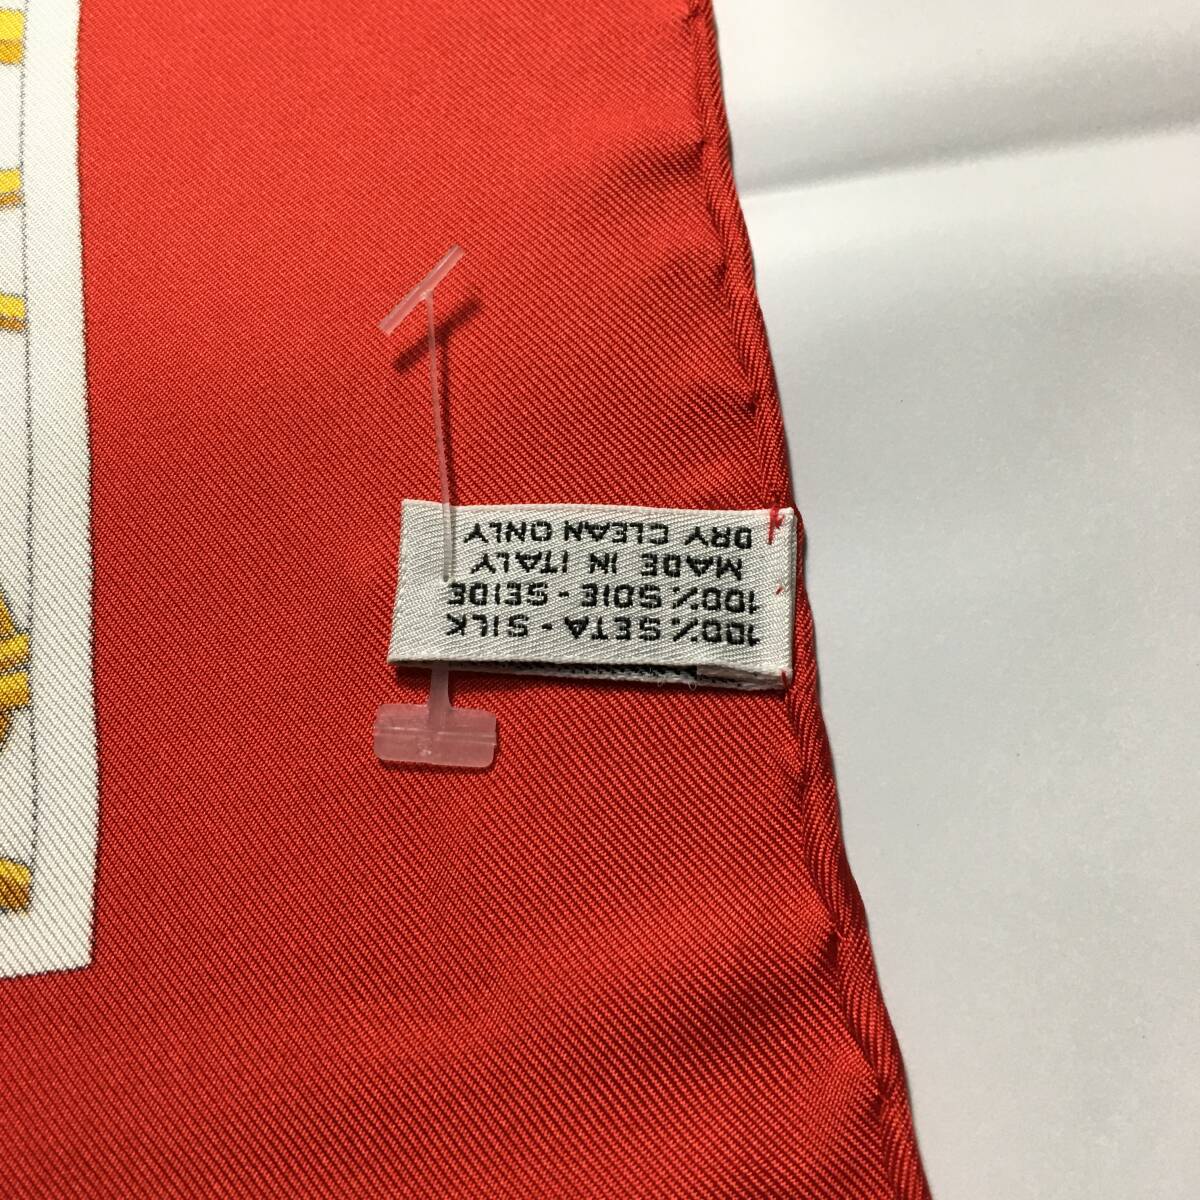 100% SETA - SILK
100% SOIE - SEIDE
MADE IN ITALY
DRY CLEAN ONLY